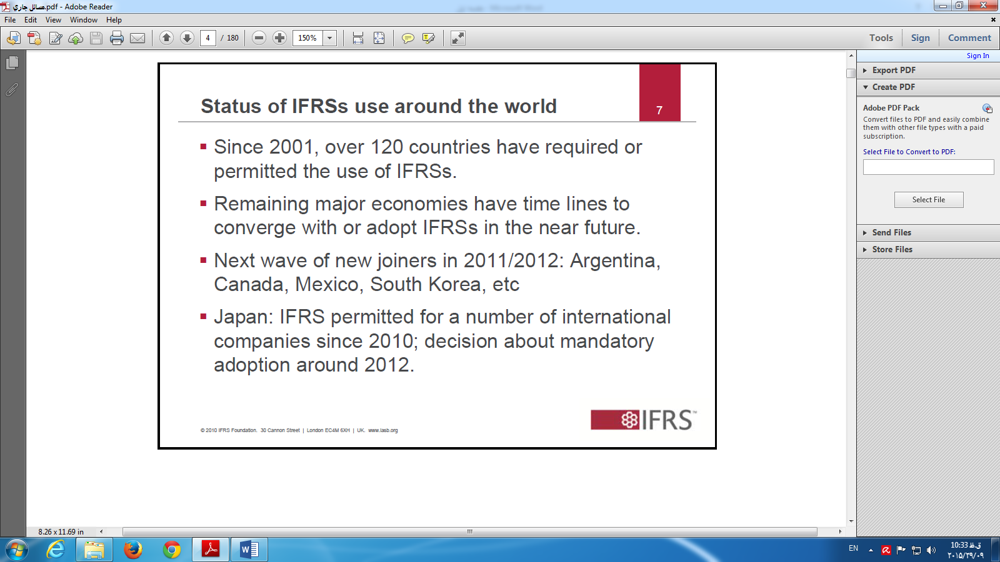 مسائل جاري.pdf - Adobe Reader
File Edit View Window Help
4 / 180 150% Tools Sign Comment
Sign In
Export PDF
Create PDF
Adobe PDF Pack
Convert files to PDF and easily combine
them with other file types with a paid
subscription.
Select File to Convert to PDF:
Select File
Send Files
Store Files
Status of IFRSs use around the world
7
Since 2001, over 120 countries have required or
permitted the use of IFRSs.
Remaining major economies have time lines to
converge with or adopt IFRSs in the near future.
Next wave of new joiners in 2011/2012: Argentina,
Canada, Mexico, South Korea, etc
Japan: IFRS permitted for a number of international
companies since 2010; decision about mandatory
adoption around 2012.
© 2010 IFRS Foundation. 30 Cannon Street | London EC4M 6XH | UK. www.iasb.org
IFRS™
8.26 x 11.69 in
EN
10:33 ق.ظ
۲۰۱۵/۲۹/۰۹